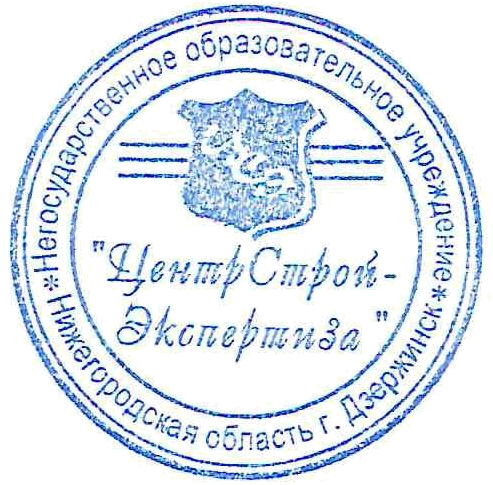 *Негосударственное образовательное учреждение*
Нижегородская область г. Дзержинск
"ЦентрСтрой-
Экспертиза"